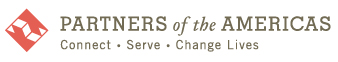 PARTNERS of the AMERICAS
Connect • Serve • Change Lives